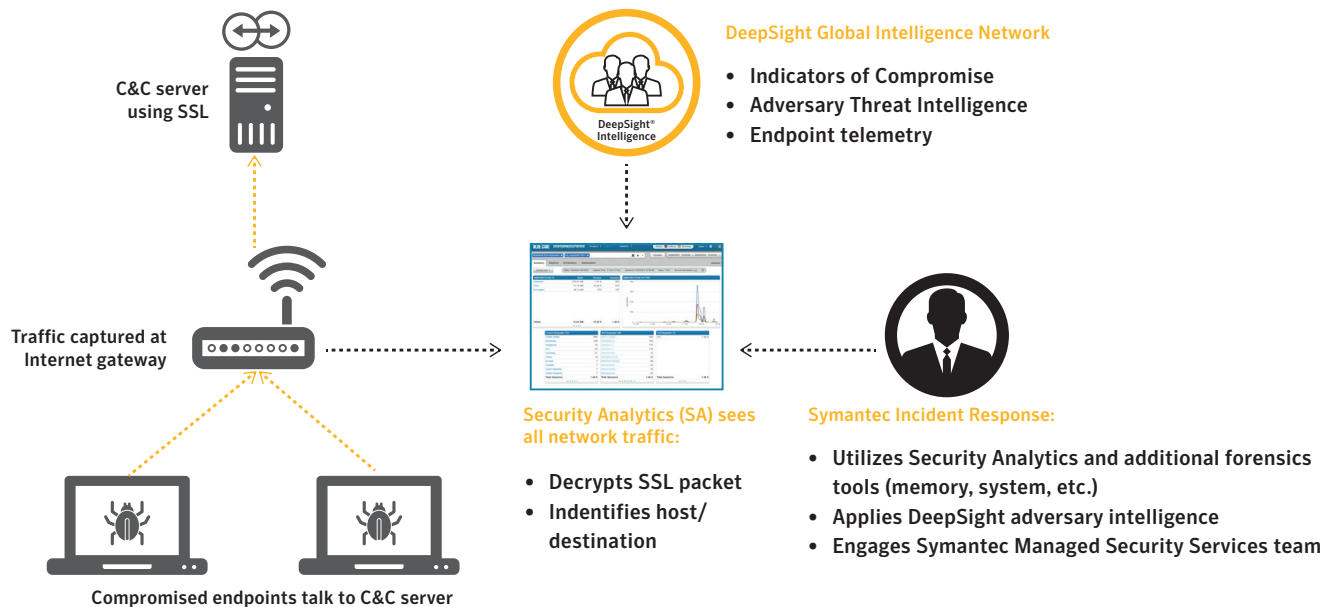 C&C server
using SSL
DeepSight®
Intelligence
DeepSight Global Intelligence Network
• Indicators of Compromise
• Adversary Threat Intelligence
• Endpoint telemetry
Traffic captured at
Internet gateway
Security Analytics (SA) sees
all network traffic:
• Decrypts SSL packet
• Indentifies host/
destination
Symantec Incident Response:
• Utilizes Security Analytics and additional forensics
tools (memory, system, etc.)
• Applies DeepSight adversary intelligence
• Engages Symantec Managed Security Services team
Compromised endpoints talk to C&C server